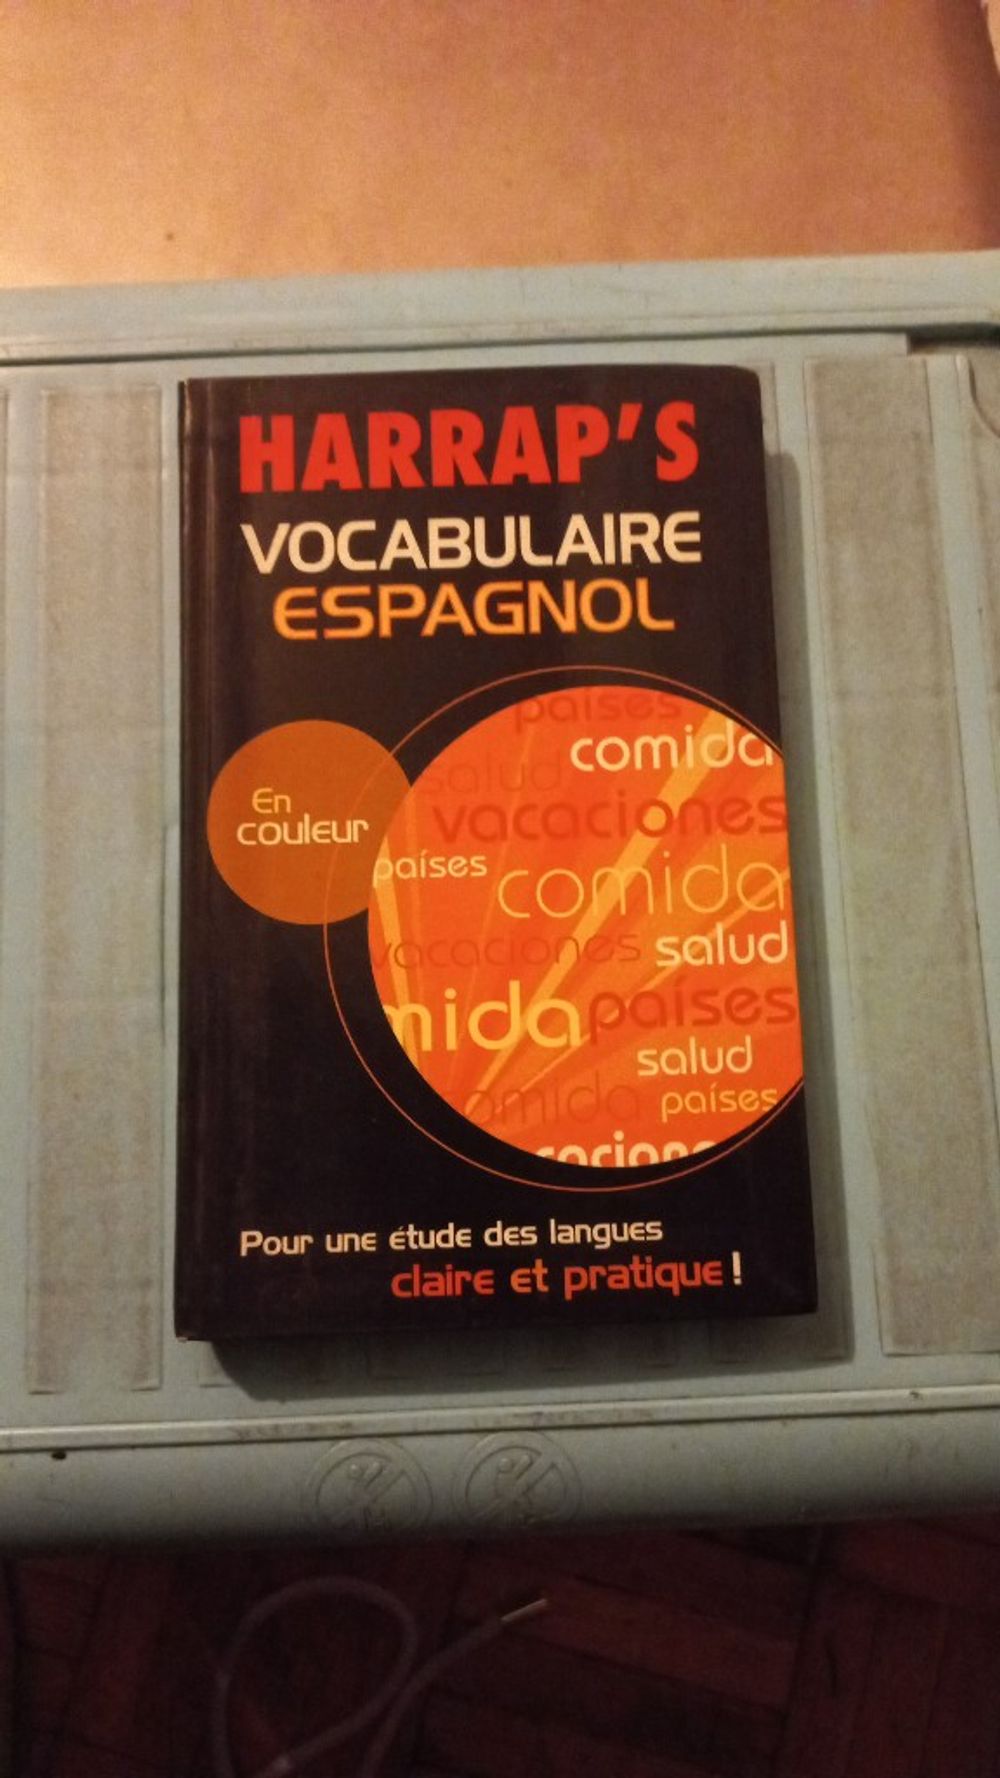 HARRAP'S
VOCABULAIRE
ESPAGNOL
países
comida
salud
vacaciones
En
couleur
países
comida
vacaciones
salud
mida
países
salud
omida
países
caciones
Pour une étude des langues
claire et pratique !